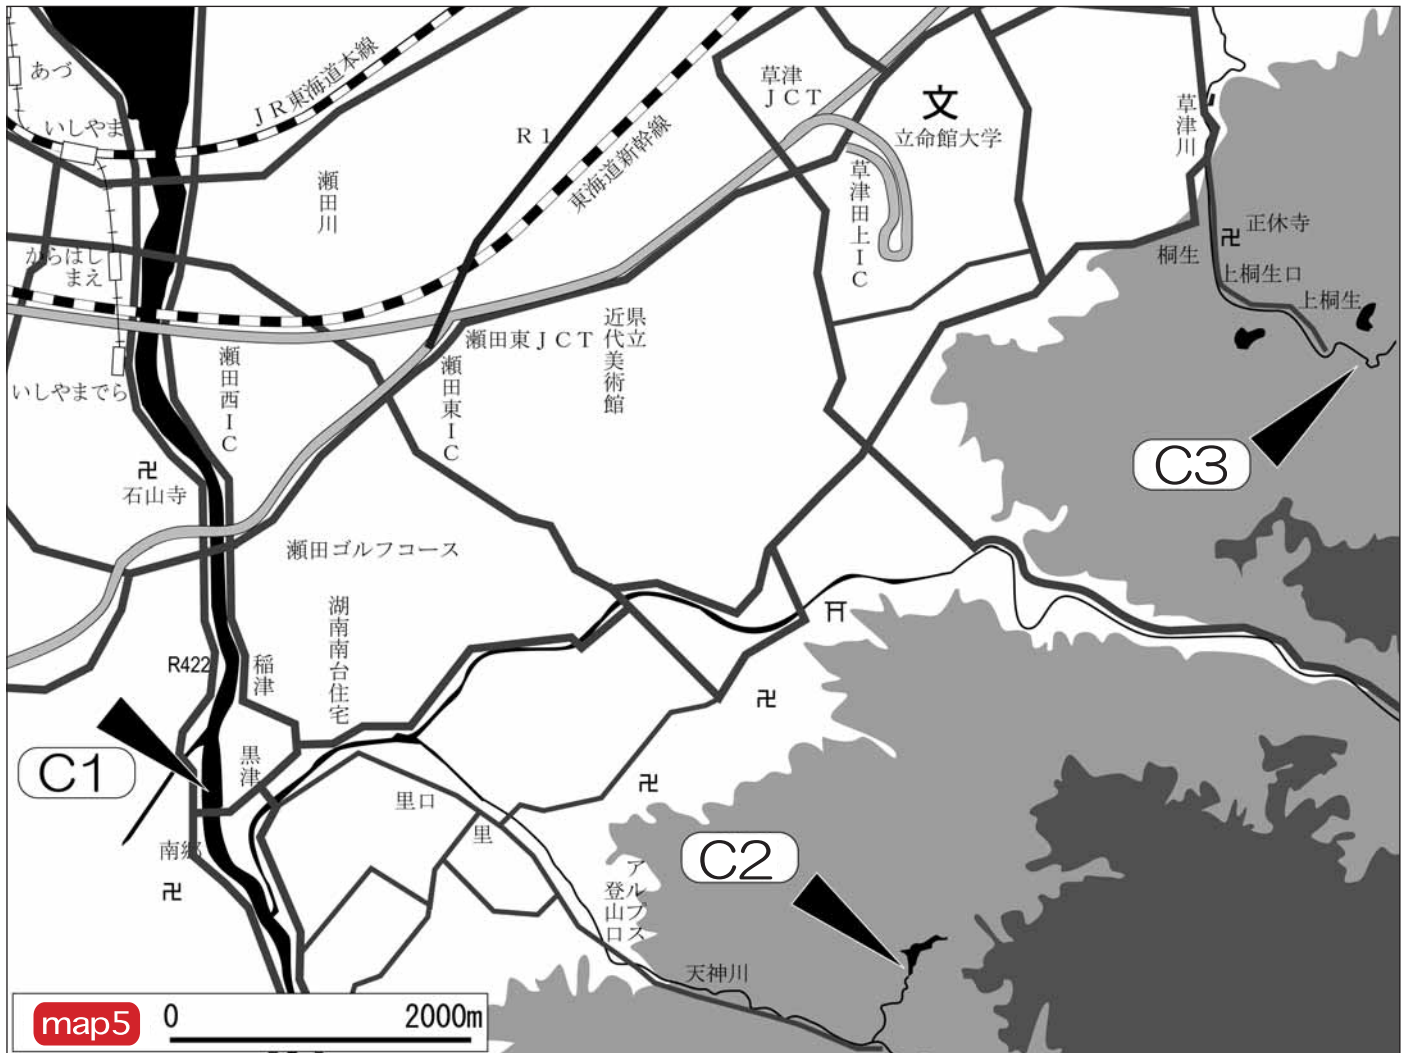 あづ
いしやま
ＪＲ東海道本線
Ｒ１
東海道新幹線
草津
ＪＣＴ
文
立命館大学
草津川
瀬田川
草津田上ＩＣ
正休寺
桐生
上桐生口
上桐生
からはし
まえ
瀬田東ＪＣＴ
県立
近代美術館
瀬田西ＩＣ
瀬田東ＩＣ
いしやまでら
石山寺
C3
瀬田ゴルフコース
湖南南台住宅
R422
稲津
黒津
C1
里口
里
南郷
C2
アルプス
登山口
天神川
map5
0
2000m